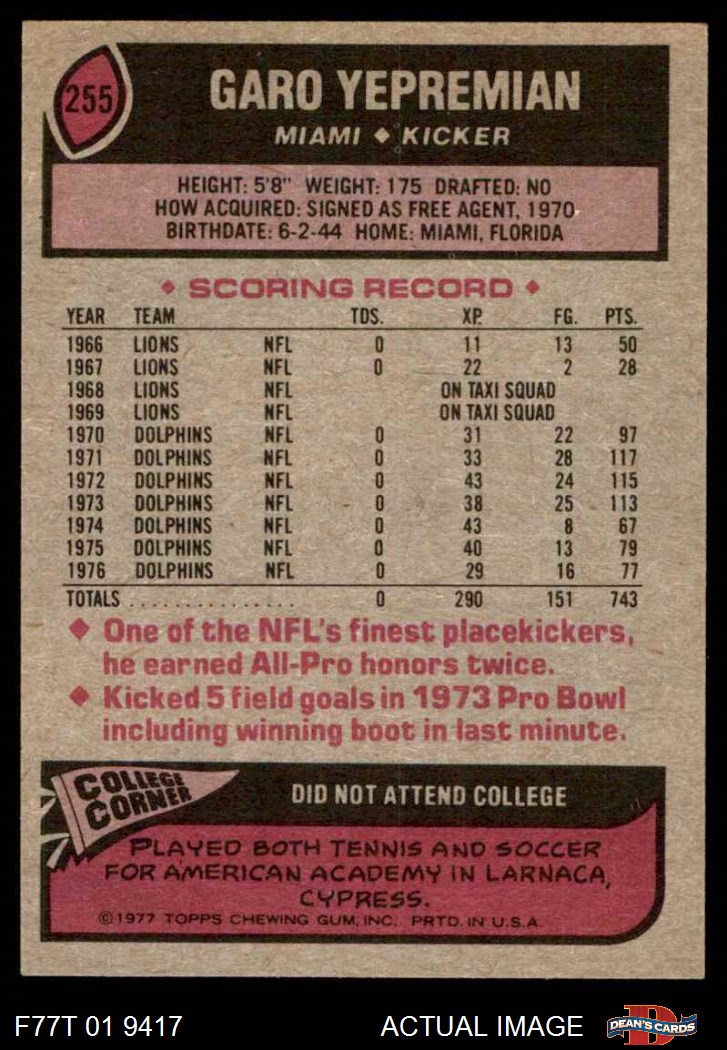 255
GARO YEPREMIAN
MIAMI ◆ KICKER
HEIGHT: 5'8" WEIGHT: 175 DRAFTED: NO
HOW ACQUIRED: SIGNED AS FREE AGENT, 1970
BIRTHDATE: 6-2-44 HOME: MIAMI, FLORIDA
◆ SCORING RECORD ◆
YEAR TEAM TDS. XP. FG. PTS.
1966 LIONS NFL 0 11 13 50
1967 LIONS NFL 0 22 2 28
1968 LIONS NFL ON TAXI SQUAD
1969 LIONS NFL ON TAXI SQUAD
1970 DOLPHINS NFL 0 31 22 97
1971 DOLPHINS NFL 0 33 28 117
1972 DOLPHINS NFL 0 43 24 115
1973 DOLPHINS NFL 0 38 25 113
1974 DOLPHINS NFL 0 43 8 67
1975 DOLPHINS NFL 0 40 13 79
1976 DOLPHINS NFL 0 29 16 77
TOTALS ................ 0 290 151 743
◆ One of the NFL's finest placekickers,
he earned All-Pro honors twice.
◆ Kicked 5 field goals in 1973 Pro Bowl
including winning boot in last minute.
COLLEGE
CORNER
DID NOT ATTEND COLLEGE
PLAYED BOTH TENNIS AND SOCCER
FOR AMERICAN ACADEMY IN LARNACA,
CYPRESS.
©1977 TOPPS CHEWING GUM, INC. PRTD. IN U.S.A.
F77T 01 9417
ACTUAL IMAGE
D
DEAN'S CARDS